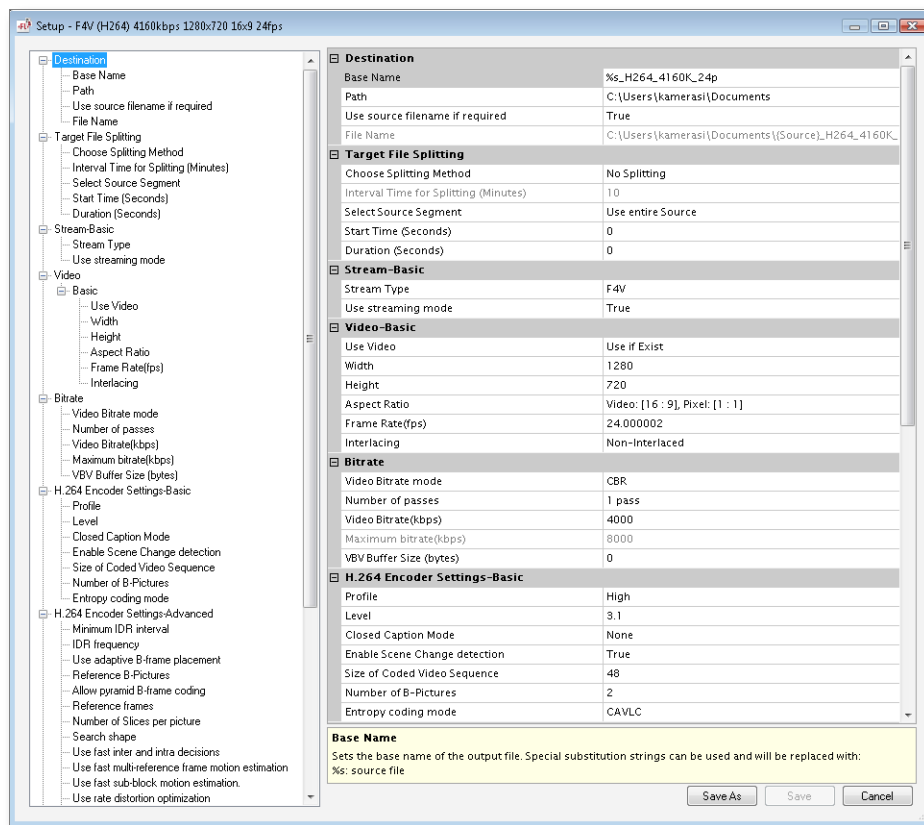 Setup - F4V (H264) 4160kbps 1280x720 16x9 24fps
Destination
Base Name
Path
Use source filename if required
File Name
Target File Splitting
Choose Splitting Method
Interval Time for Splitting (Minutes)
Select Source Segment
Start Time (Seconds)
Duration (Seconds)
Stream-Basic
Stream Type
Use streaming mode
Video
Basic
Use Video
Width
Height
Aspect Ratio
Frame Rate(fps)
Interlacing
Bitrate
Video Bitrate mode
Number of passes
Video Bitrate(kbps)
Maximum bitrate(kbps)
VBV Buffer Size (bytes)
H.264 Encoder Settings-Basic
Profile
Level
Closed Caption Mode
Enable Scene Change detection
Size of Coded Video Sequence
Number of B-Pictures
Entropy coding mode
H.264 Encoder Settings-Advanced
Minimum IDR interval
IDR frequency
Use adaptive B-frame placement
Reference B-Pictures
Allow pyramid B-frame coding
Reference frames
Number of Slices per picture
Search shape
Use fast inter and intra decisions
Use fast multi-reference frame motion estimation
Use fast sub-block motion estimation.
Use rate distortion optimization
Destination
Base Name %s_H264_4160K_24p
Path C:\Users\kamerasi\Documents
Use source filename if required True
File Name C:\Users\kamerasi\Documents\{Source}_H264_4160K_
Target File Splitting
Choose Splitting Method No Splitting
Interval Time for Splitting (Minutes) 10
Select Source Segment Use entire Source
Start Time (Seconds) 0
Duration (Seconds) 0
Stream-Basic
Stream Type F4V
Use streaming mode True
Video-Basic
Use Video Use if Exist
Width 1280
Height 720
Aspect Ratio Video: [16 : 9], Pixel: [1 : 1]
Frame Rate(fps) 24.000002
Interlacing Non-Interlaced
Bitrate
Video Bitrate mode CBR
Number of passes 1 pass
Video Bitrate(kbps) 4000
Maximum bitrate(kbps) 8000
VBV Buffer Size (bytes) 0
H.264 Encoder Settings-Basic
Profile High
Level 3.1
Closed Caption Mode None
Enable Scene Change detection True
Size of Coded Video Sequence 48
Number of B-Pictures 2
Entropy coding mode CAVLC
Base Name
Sets the base name of the output file. Special substitution strings can be used and will be replaced with:
%s: source file
Save As Save Cancel